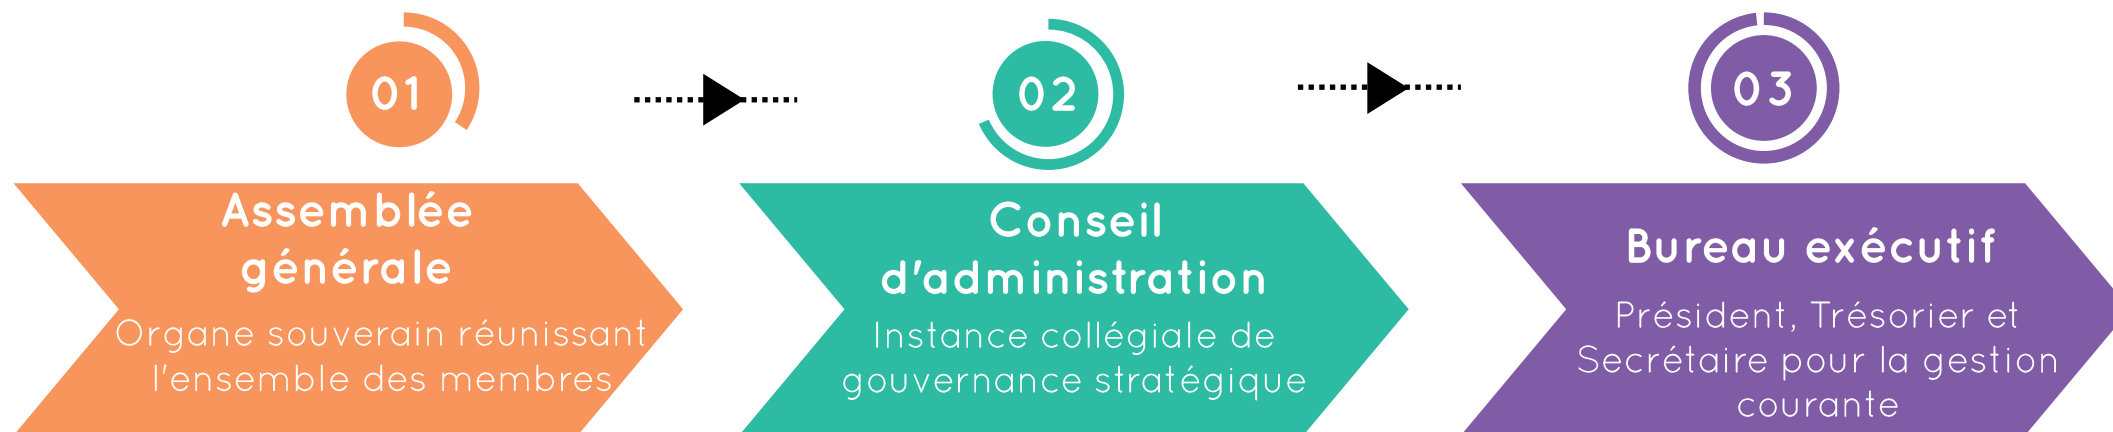 01
Assemblée
générale
Organe souverain réunissant
l'ensemble des membres
02
Conseil
d'administration
Instance collégiale de
gouvernance stratégique
03
Bureau exécutif
Président, Trésorier et
Secrétaire pour la gestion
courante